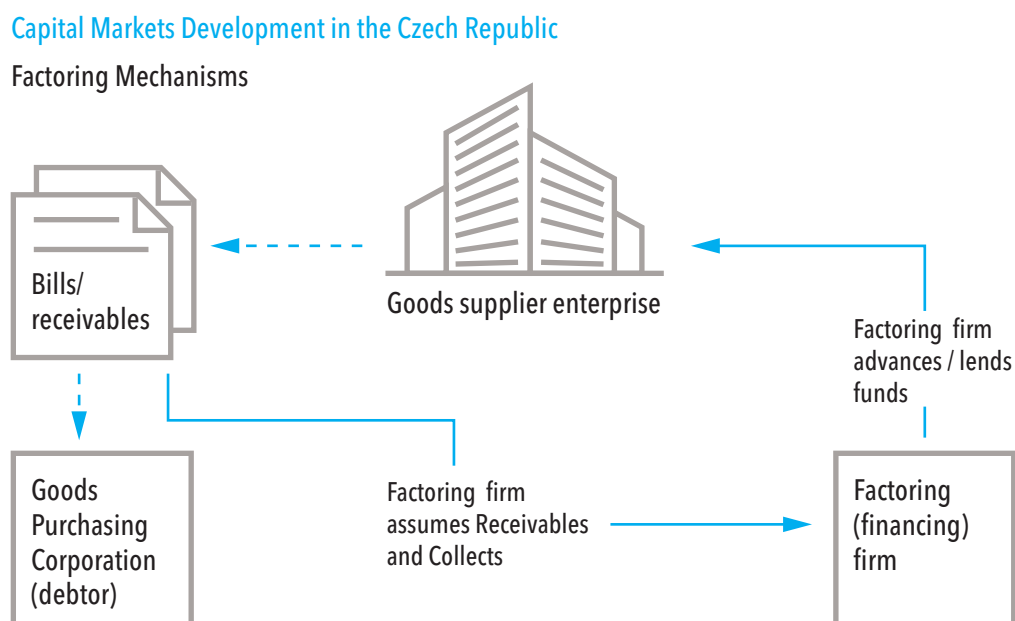 Capital Markets Development in the Czech Republic
Factoring Mechanisms
Bills/
receivables
Goods supplier enterprise
Factoring firm
advances / lends
funds
Goods
Purchasing
Corporation
(debtor)
Factoring firm
assumes Receivables
and Collects
Factoring
(financing)
firm